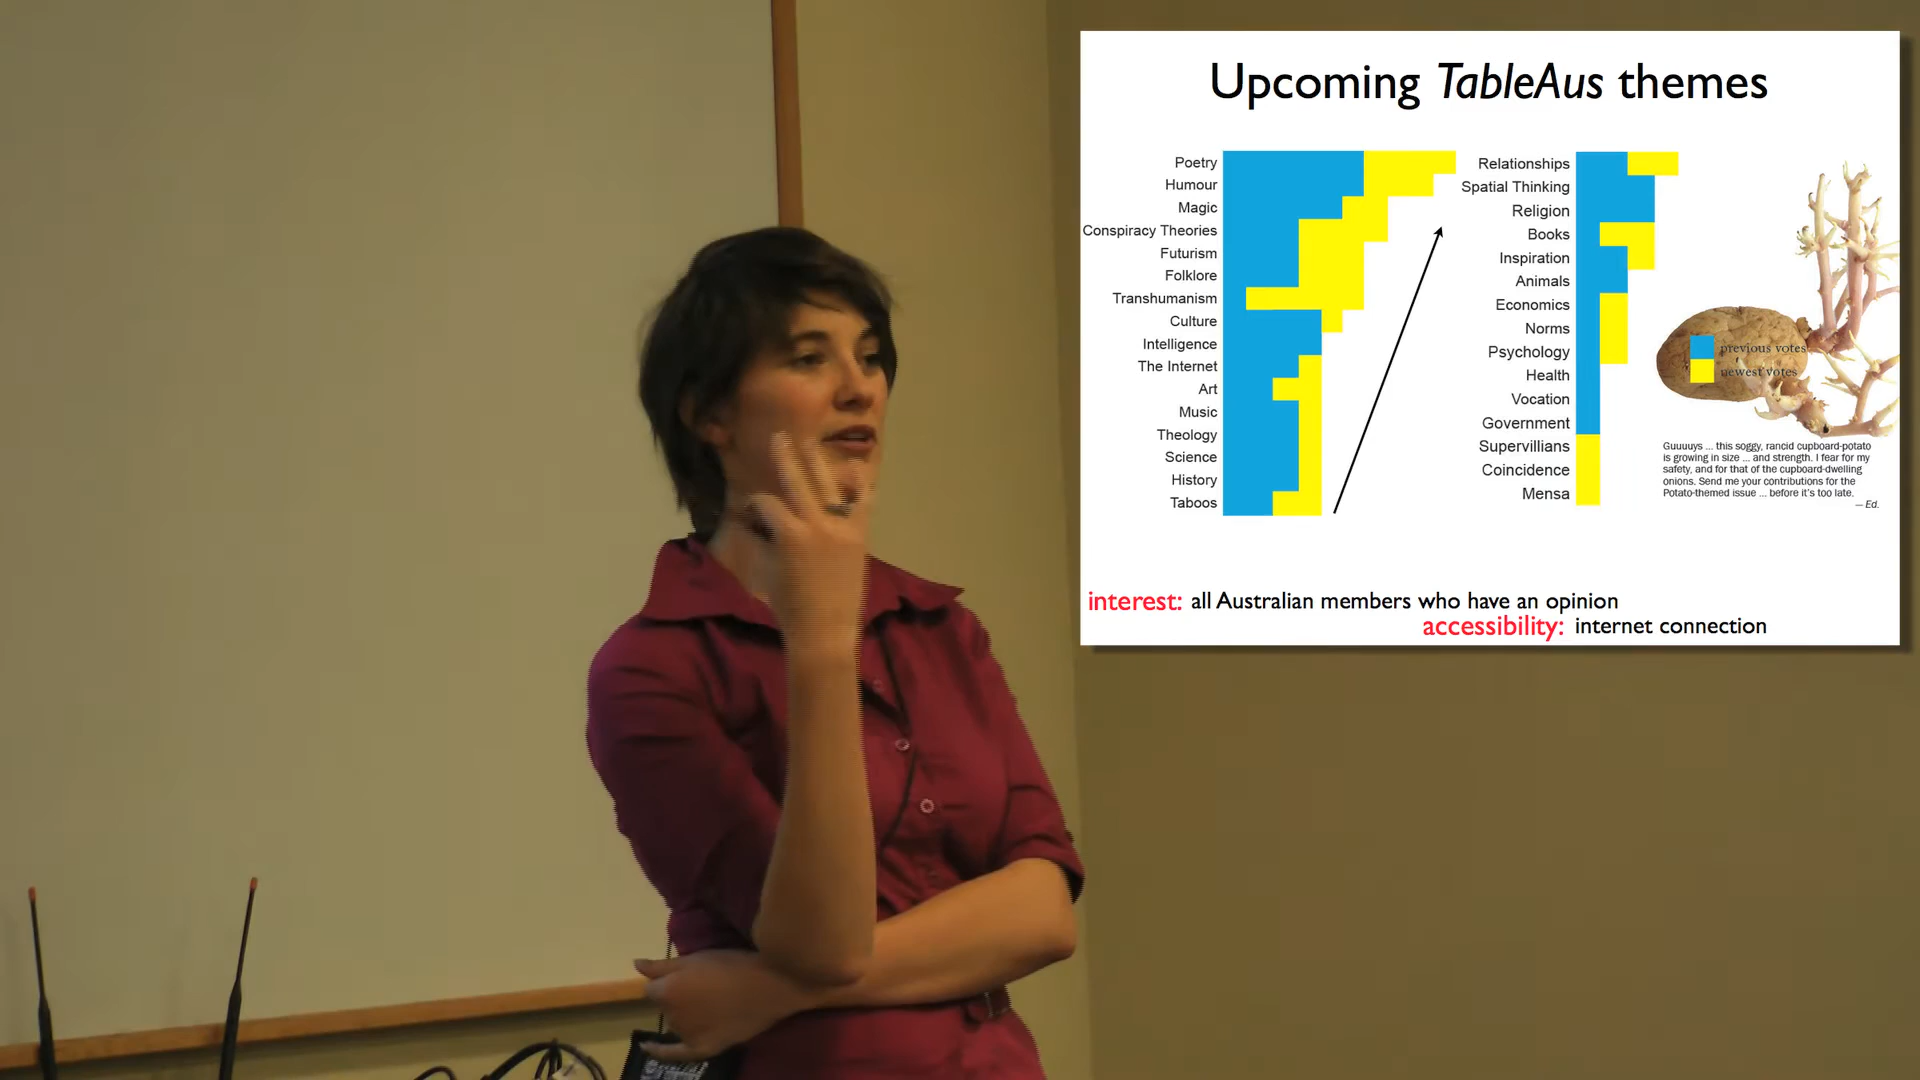 Upcoming TableAus themes
Poetry
Humour
Magic
Conspiracy Theories
Futurism
Folklore
Transhumanism
Culture
Intelligence
The Internet
Art
Music
Theology
Science
History
Taboos
Relationships
Spatial Thinking
Religion
Books
Inspiration
Animals
Economics
Norms
Psychology
Health
Vocation
Government
Supervillians
Coincidence
Mensa
previous votes
newest votes
Guuuuys ... this soggy, rancid cupboard-potato
is growing in size ... and strength. I fear for my
safety, and for that of the cupboard-dwelling
onions. Send me your contributions for the
Potato-themed issue ... before it's too late.
— Ed.
interest: all Australian members who have an opinion
accessibility: internet connection